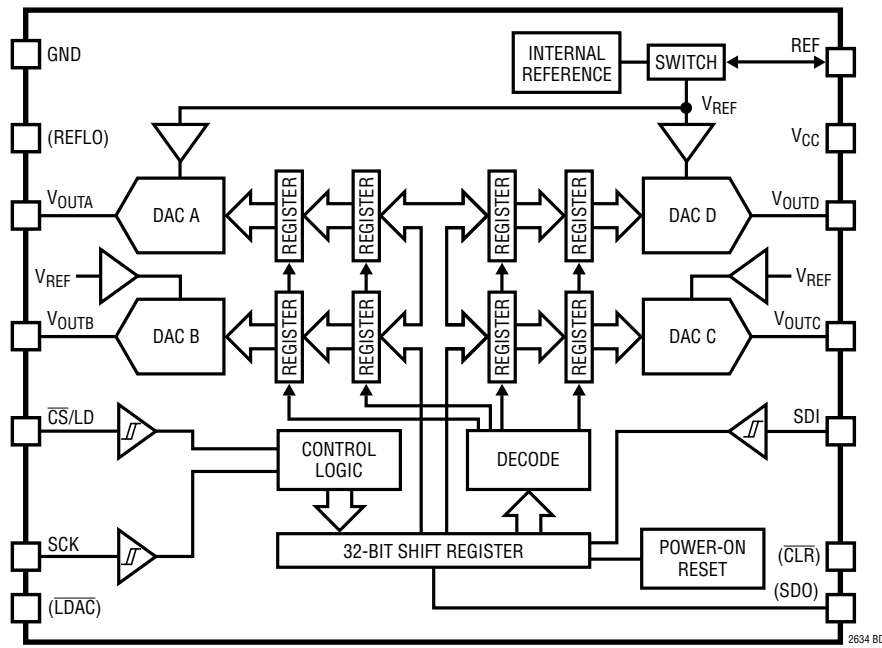 GND
INTERNAL
REFERENCE
SWITCH
REF
(REFLO)
VREF
VCC
VOUTA
DAC A
REGISTER
REGISTER
REGISTER
REGISTER
DAC D
VOUTD
VREF
VREF
VOUTB
DAC B
REGISTER
REGISTER
REGISTER
REGISTER
DAC C
VOUTC
CS/LD
CONTROL
LOGIC
DECODE
SDI
SCK
32-BIT SHIFT REGISTER
POWER-ON
RESET
(CLR)
(LDAC)
(SDO)
2634 BD